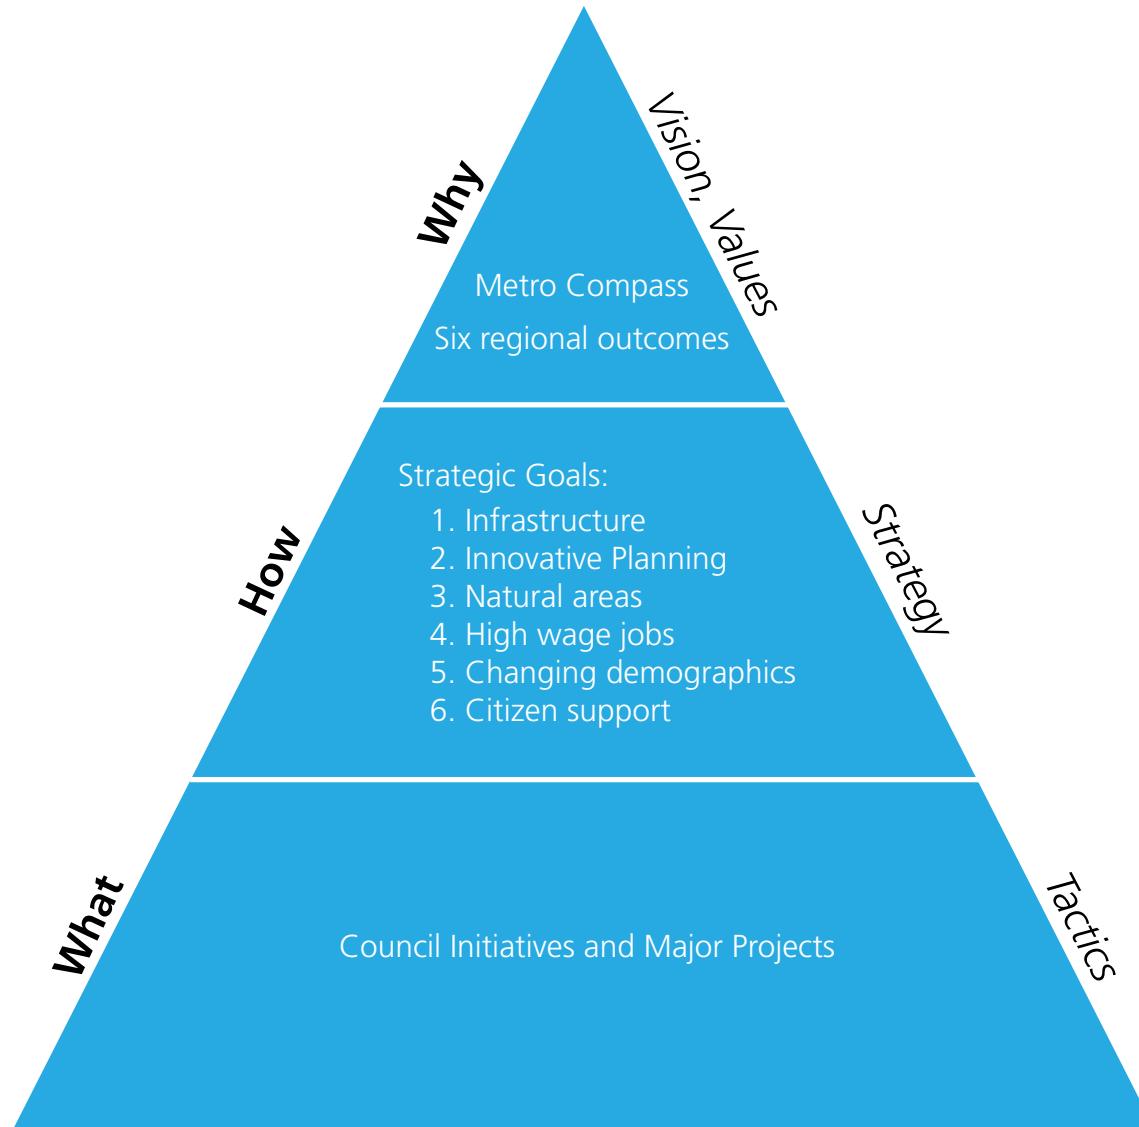 Why
Vision, Values
Metro Compass
Six regional outcomes
How
Strategy
Strategic Goals:
1. Infrastructure
2. Innovative Planning
3. Natural areas
4. High wage jobs
5. Changing demographics
6. Citizen support
What
Tactics
Council Initiatives and Major Projects